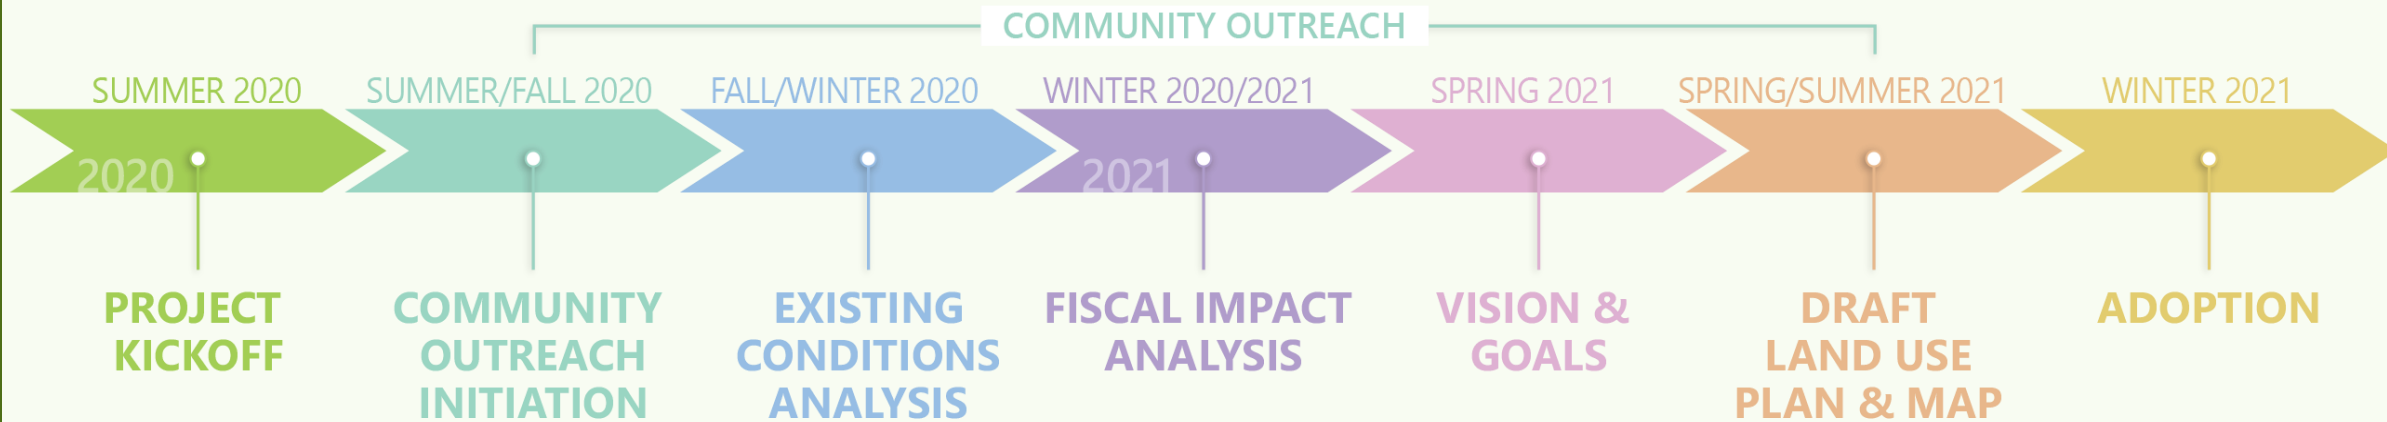 COMMUNITY OUTREACH
SUMMER 2020
SUMMER/FALL 2020
FALL/WINTER 2020
WINTER 2020/2021
SPRING 2021
SPRING/SUMMER 2021
WINTER 2021
2020
2021
PROJECT
KICKOFF
COMMUNITY
OUTREACH
INITIATION
EXISTING
CONDITIONS
ANALYSIS
FISCAL IMPACT
ANALYSIS
VISION &
GOALS
DRAFT
LAND USE
PLAN & MAP
ADOPTION